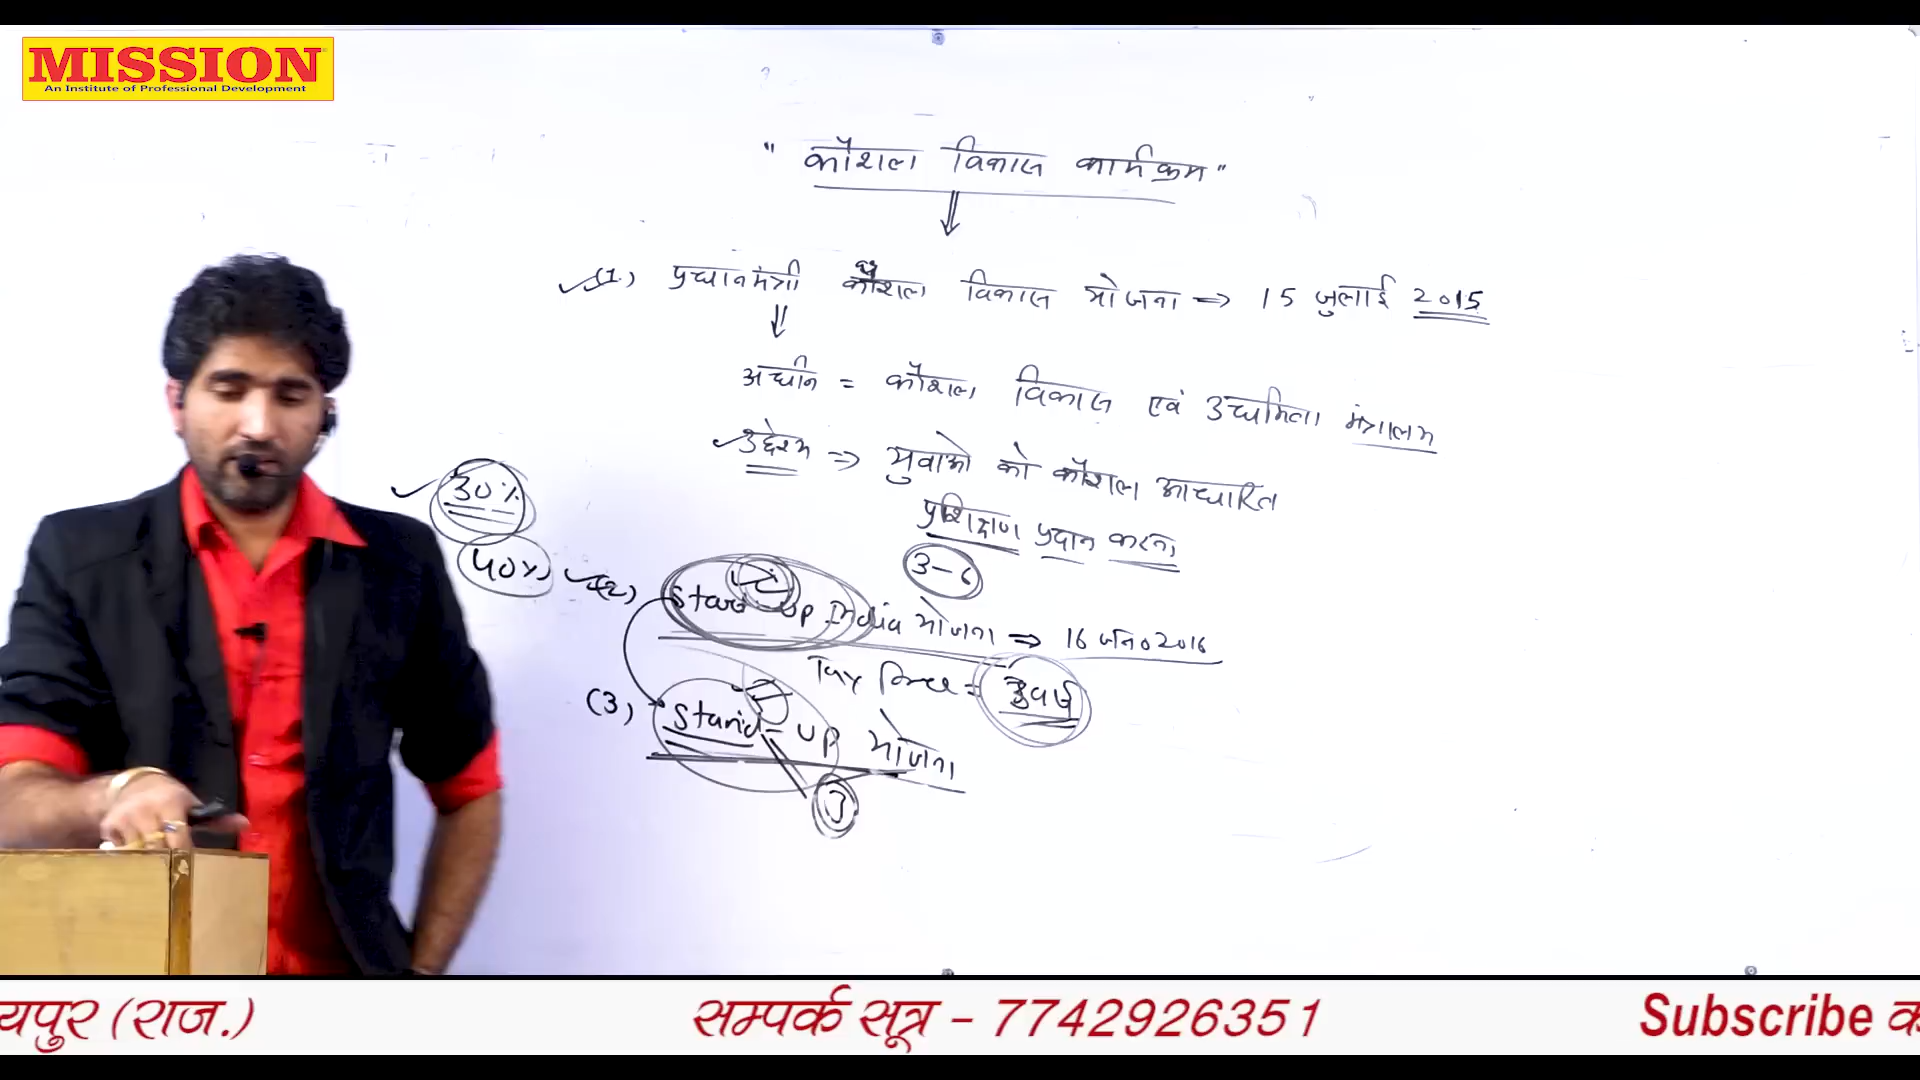 MISSION
An Institute of Professional Development
" कौशल विकास कार्यक्रम "
(1.) प्रधानमंत्री कौशल विकास योजना ⇒ 15 जुलाई 2015
अधीन = कौशल विकास एवं उद्यमिता मंत्रालय
उद्देश्य ⇒ युवाओ को कौशल आधारित
30%
प्रशिक्षण प्रदान करना
3-6
40%
(2) Start-up India योजना ⇒ 16 जन॰ 2016
Tax free = 3 वर्ष
(3) Stand-up योजना
3
यपुर (राज.)
सम्पर्क सूत्र - 7742926351
Subscribe क